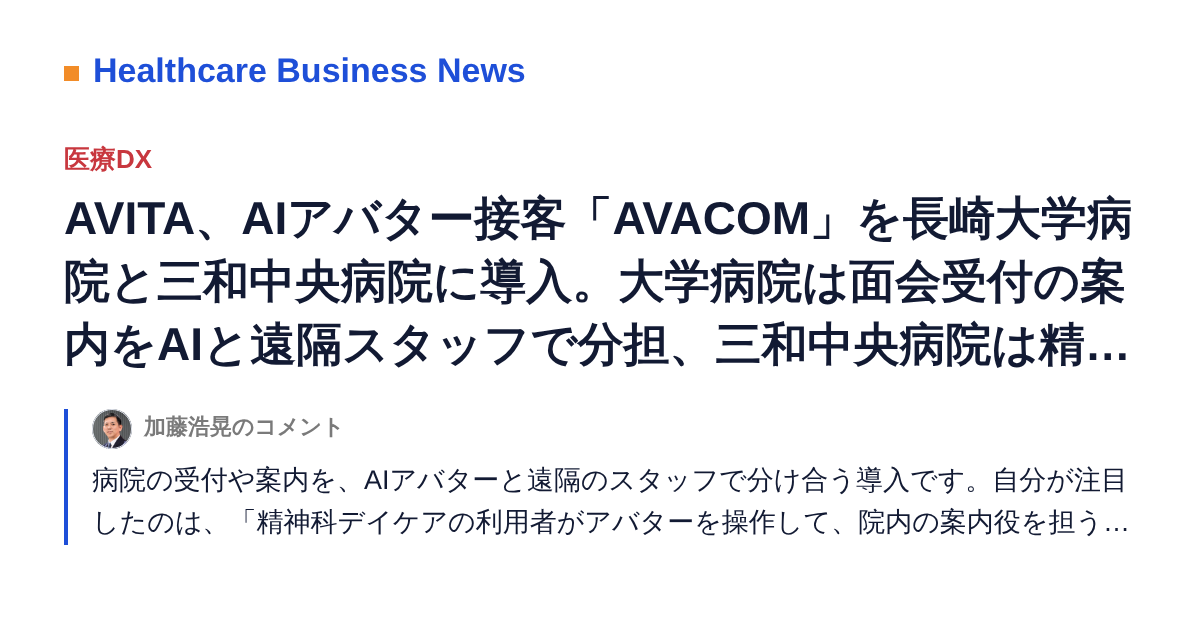 Healthcare Business News
医療DX
AVITA、AIアバター接客「AVACOM」を長崎大学病
院と三和中央病院に導入。大学病院は面会受付の案
内をAIと遠隔スタッフで分担、三和中央病院は精…
加藤浩晃のコメント
病院の受付や案内を、AIアバターと遠隔のスタッフで分け合う導入です。自分が注目
したのは、「精神科デイケアの利用者がアバターを操作して、院内の案内役を担う…